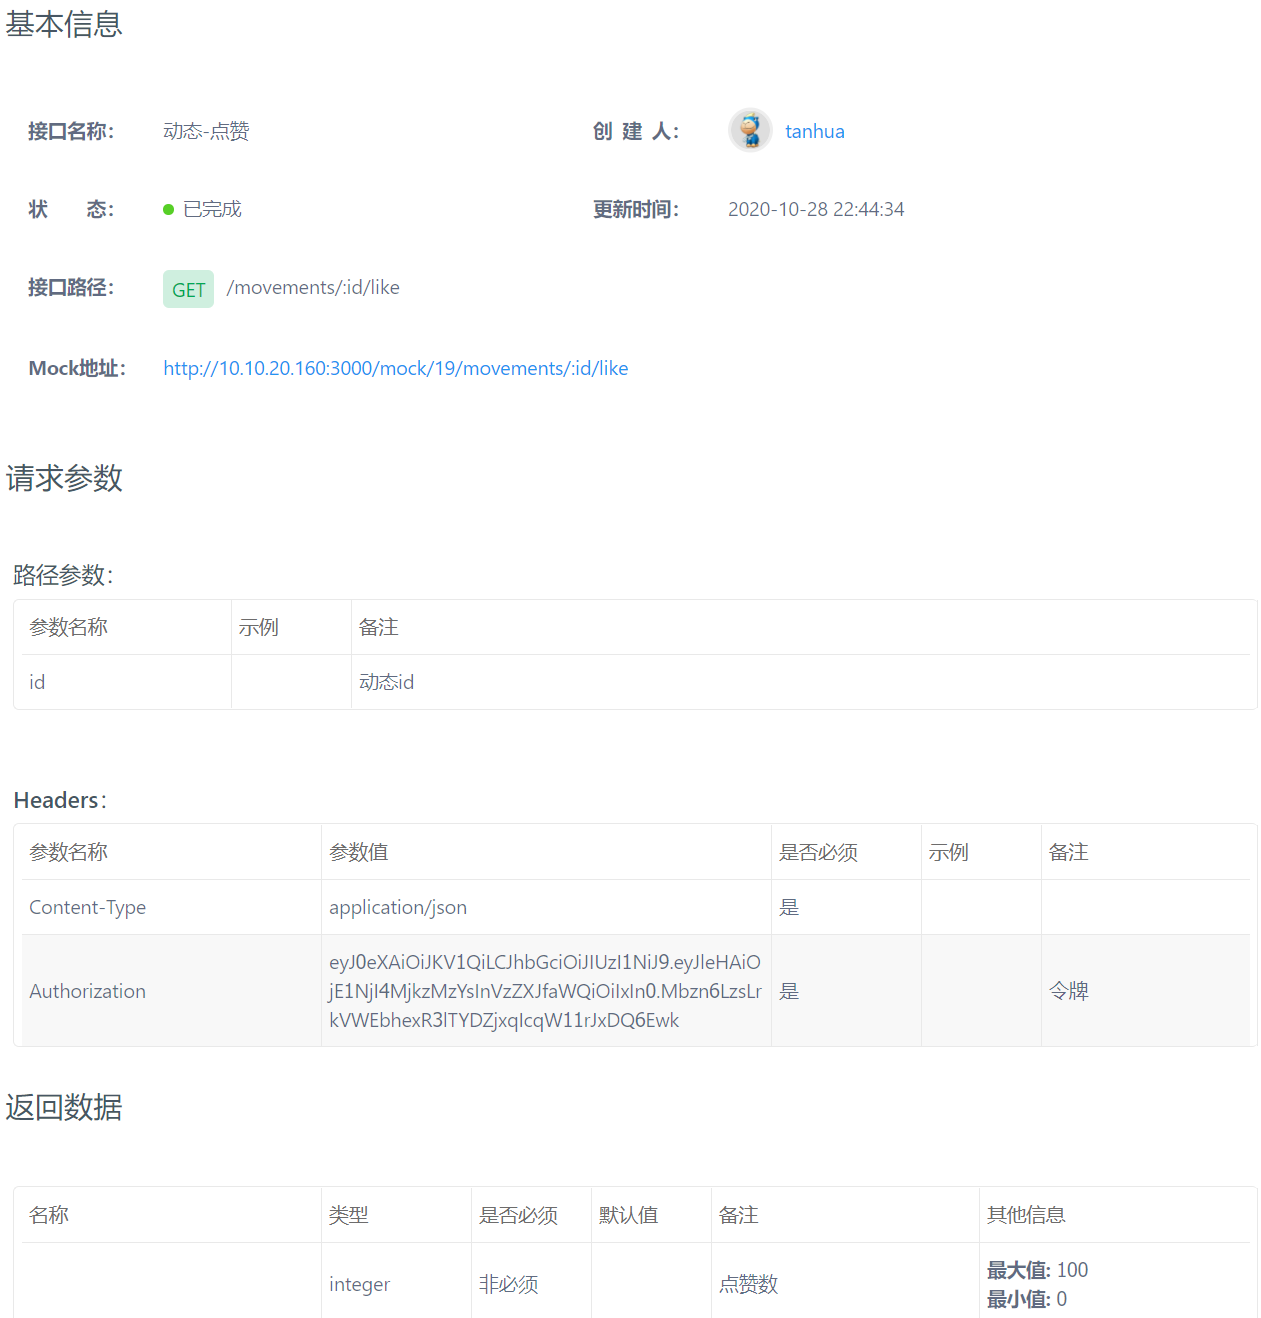 基本信息
接口名称： 动态-点赞 创 建 人： tanhua
状 态： 已完成 更新时间： 2020-10-28 22:44:34
接口路径： GET /movements/:id/like
Mock地址： http://10.10.20.160:3000/mock/19/movements/:id/like
请求参数
路径参数：
参数名称 示例 备注
id 动态id
Headers：
参数名称 参数值 是否必须 示例 备注
Content-Type application/json 是
Authorization eyJ0eXAiOiJKV1QiLCJhbGciOiJIUzI1NiJ9.eyJleHAiO 是 令牌
jE1NjI4MjkzMzYsInVzZXJfaWQiOiIxIn0.Mbzn6LzsLr
kVWEbhexR3lTYDZjxqIcqW11rJxDQ6Ewk
返回数据
名称 类型 是否必须 默认值 备注 其他信息
integer 非必须 点赞数 最大值: 100
最小值: 0